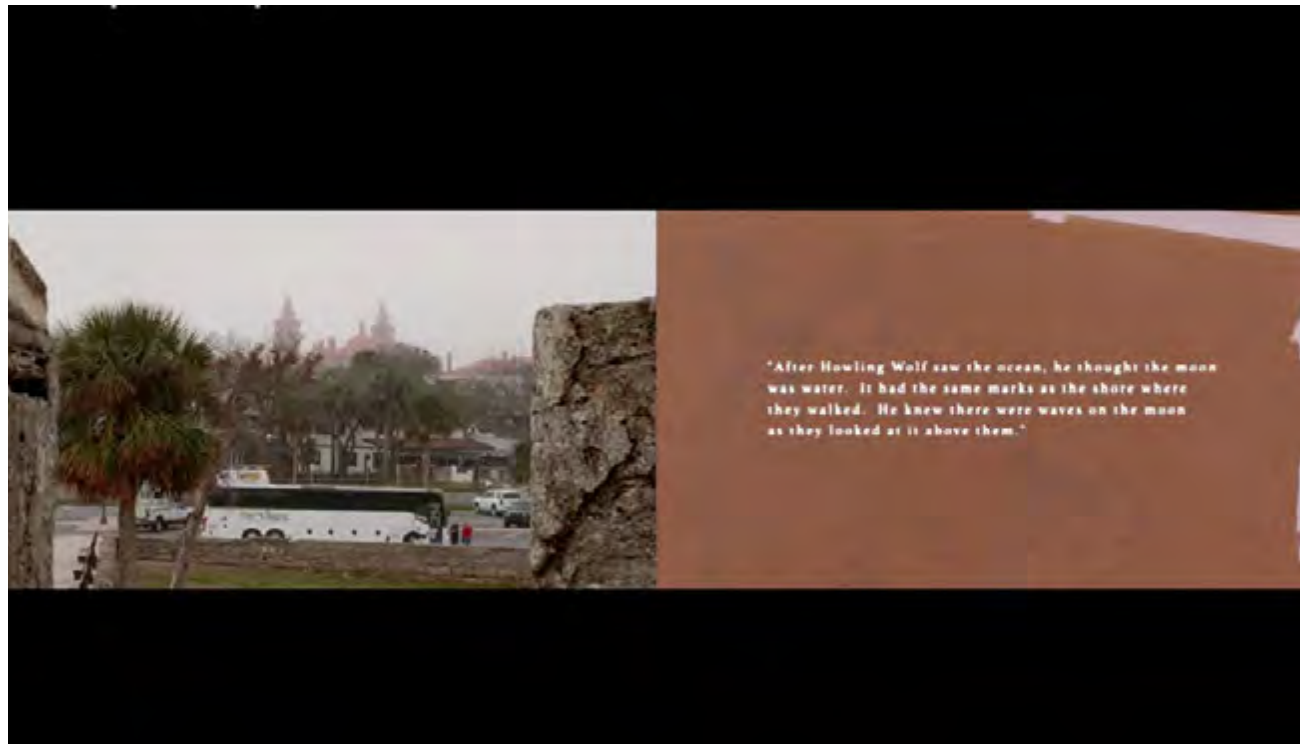 "After Howling Wolf saw the ocean, he thought the moon
was water.  It had the same marks as the shore where
they walked.  He knew there were waves on the moon
as they looked at it above them."